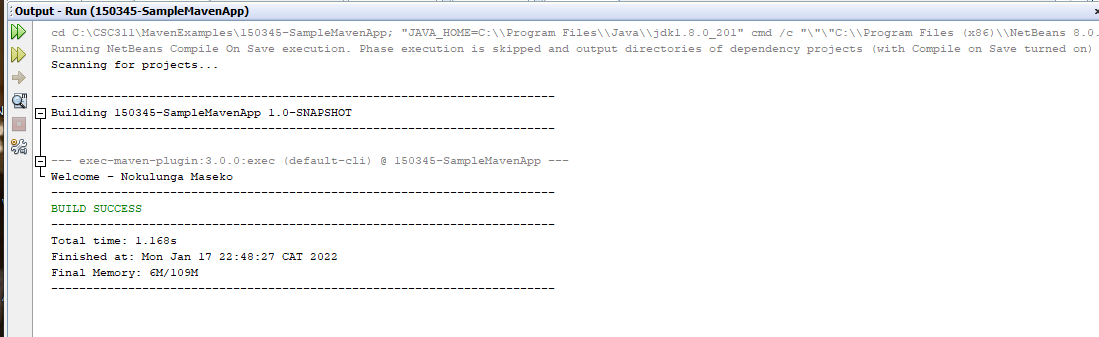 Output - Run (150345-SampleMavenApp)
cd C:\CSC311\MavenExamples\150345-SampleMavenApp; "JAVA_HOME=C:\\Program Files\\Java\\jdk1.8.0_201" cmd /c "\"\"C:\\Program Files (x86)\\NetBeans 8.0.
Running NetBeans Compile On Save execution. Phase execution is skipped and output directories of dependency projects (with Compile on Save turned on)
Scanning for projects...
------------------------------------------------------------------------
Building 150345-SampleMavenApp 1.0-SNAPSHOT
------------------------------------------------------------------------
--- exec-maven-plugin:3.0.0:exec (default-cli) @ 150345-SampleMavenApp ---
Welcome - Nokulunga Maseko
------------------------------------------------------------------------
BUILD SUCCESS
------------------------------------------------------------------------
Total time: 1.168s
Finished at: Mon Jan 17 22:48:27 CAT 2022
Final Memory: 6M/109M
------------------------------------------------------------------------